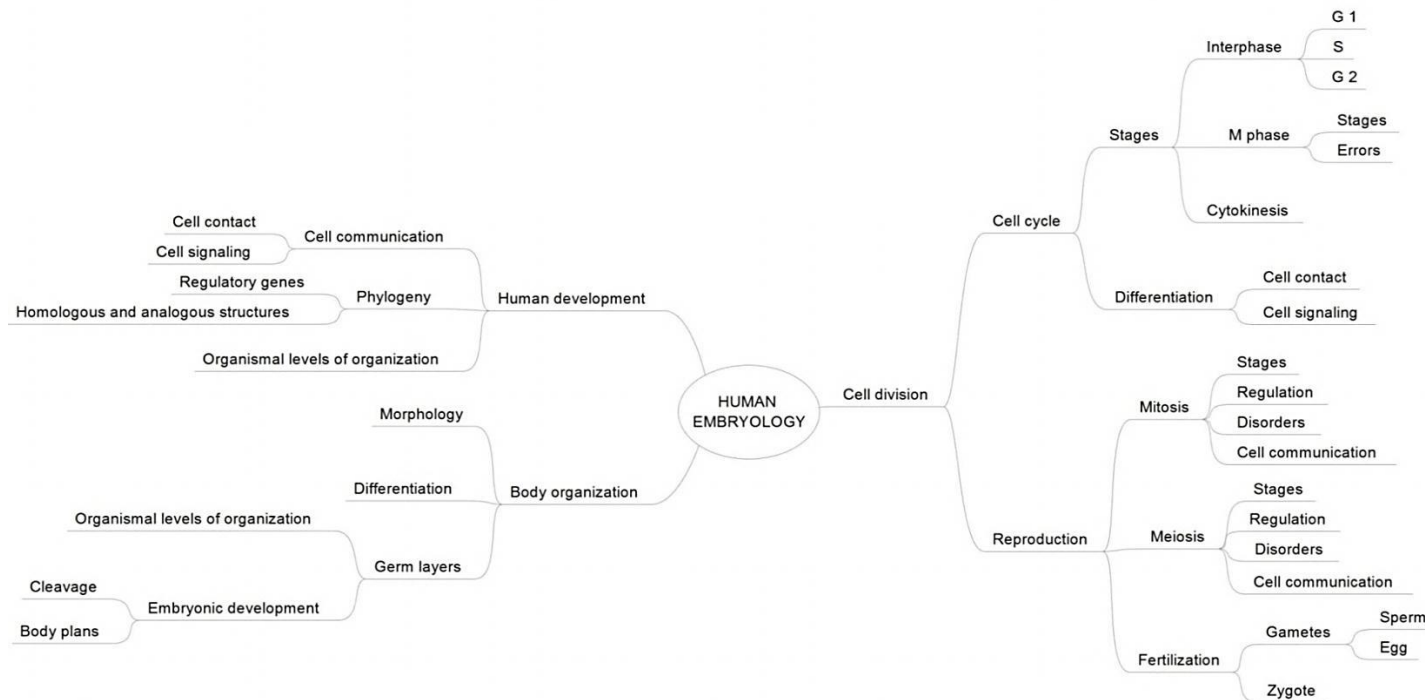 HUMAN
EMBRYOLOGY
Cell division
Cell cycle
Stages
Interphase
G 1
S
G 2
M phase
Stages
Errors
Cytokinesis
Differentiation
Cell contact
Cell signaling
Reproduction
Mitosis
Stages
Regulation
Disorders
Cell communication
Meiosis
Stages
Regulation
Disorders
Cell communication
Fertilization
Gametes
Sperm
Egg
Zygote
Human development
Cell communication
Cell contact
Cell signaling
Phylogeny
Regulatory genes
Homologous and analogous structures
Organismal levels of organization
Body organization
Morphology
Differentiation
Germ layers
Organismal levels of organization
Embryonic development
Cleavage
Body plans